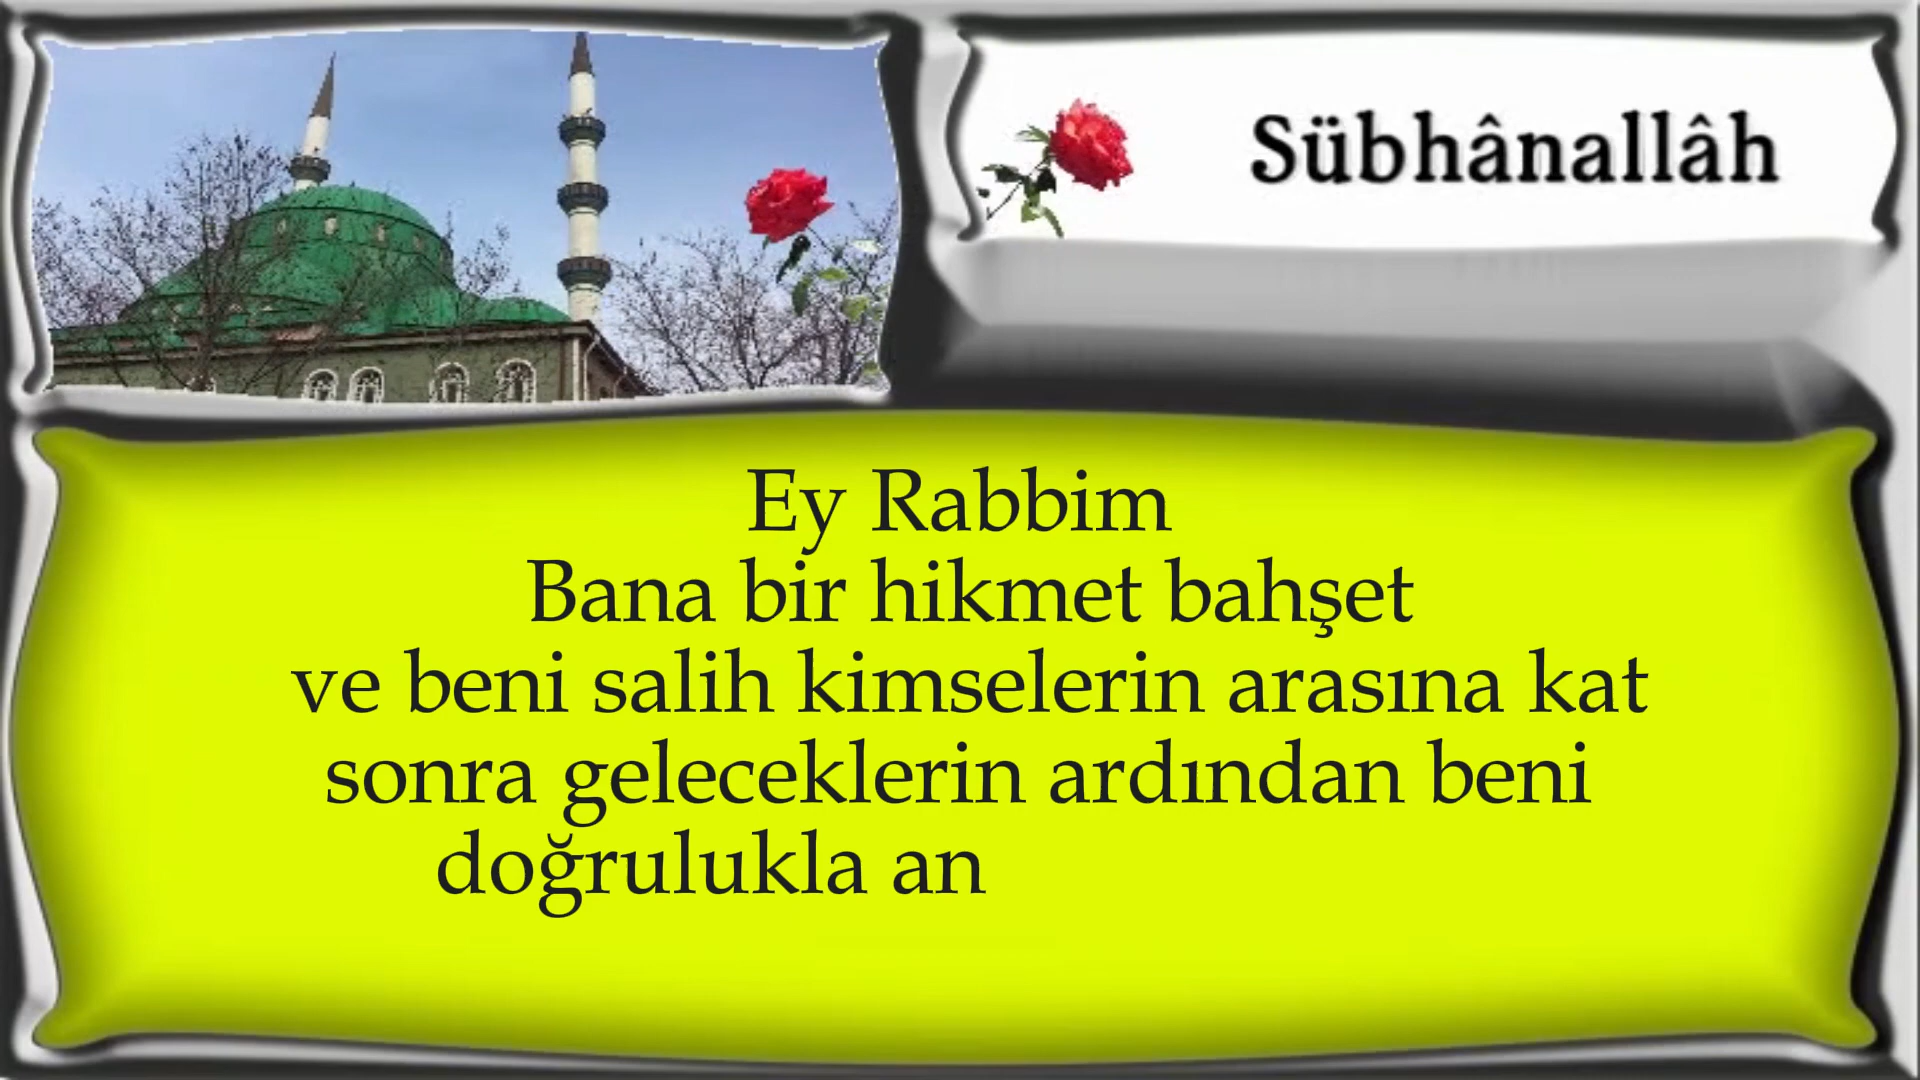 Sübhânallâh
Ey Rabbim
Bana bir hikmet bahşet
ve beni salih kimselerin arasına kat
sonra geleceklerin ardından beni
doğrulukla an